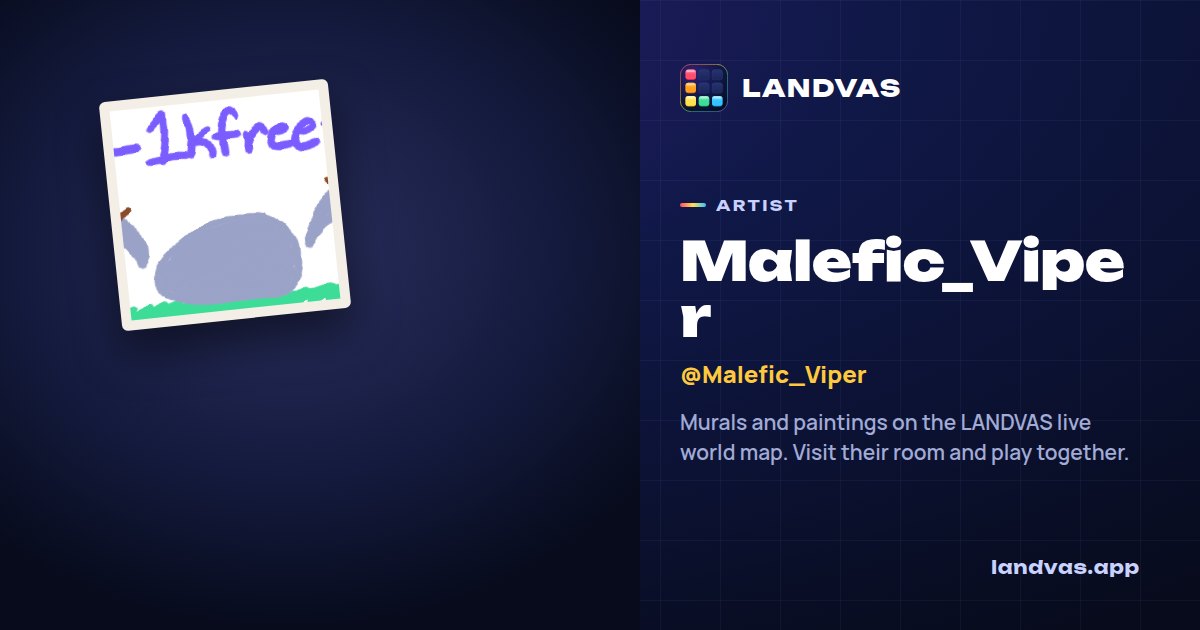 -1kfree
LANDVAS
ARTIST
Malefic_Vipe
r
@Malefic_Viper
Murals and paintings on the LANDVAS live
world map. Visit their room and play together.
landvas.app